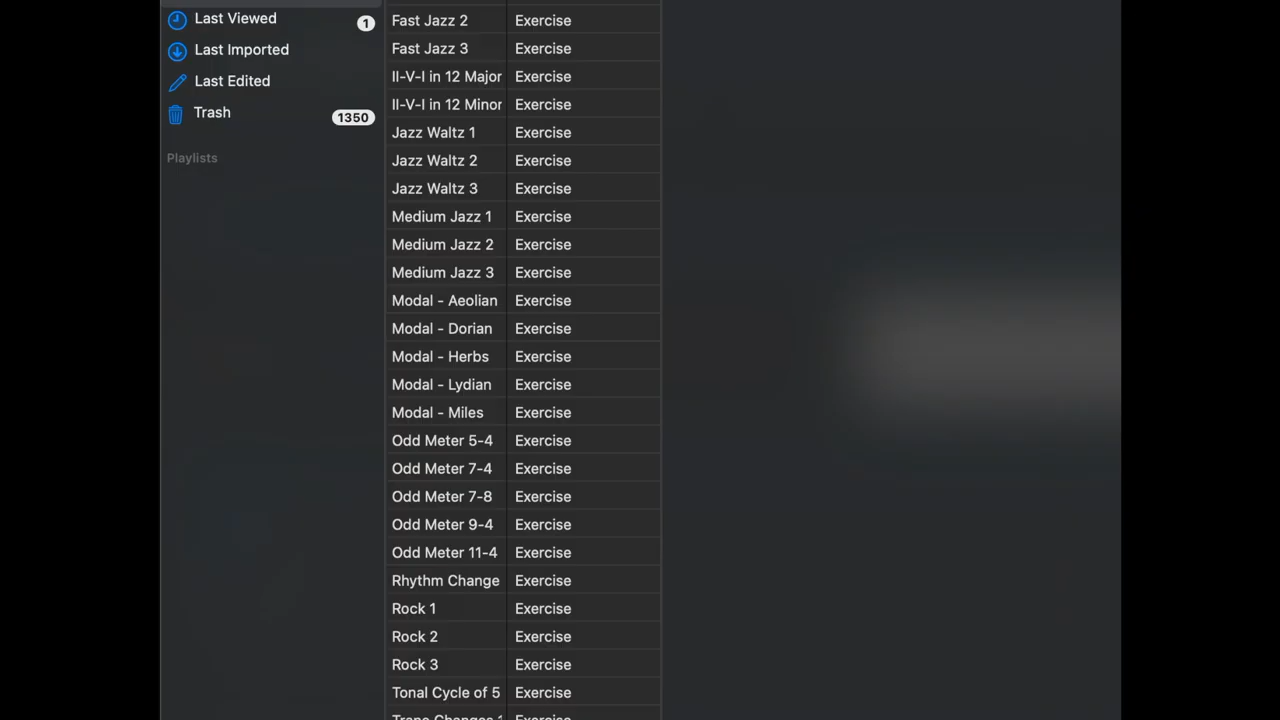 Last Viewed 1
Last Imported
Last Edited
Trash 1350
Playlists
Fast Jazz 2 Exercise
Fast Jazz 3 Exercise
II-V-I in 12 Major Exercise
II-V-I in 12 Minor Exercise
Jazz Waltz 1 Exercise
Jazz Waltz 2 Exercise
Jazz Waltz 3 Exercise
Medium Jazz 1 Exercise
Medium Jazz 2 Exercise
Medium Jazz 3 Exercise
Modal - Aeolian Exercise
Modal - Dorian Exercise
Modal - Herbs Exercise
Modal - Lydian Exercise
Modal - Miles Exercise
Odd Meter 5-4 Exercise
Odd Meter 7-4 Exercise
Odd Meter 7-8 Exercise
Odd Meter 9-4 Exercise
Odd Meter 11-4 Exercise
Rhythm Change Exercise
Rock 1 Exercise
Rock 2 Exercise
Rock 3 Exercise
Tonal Cycle of 5 Exercise